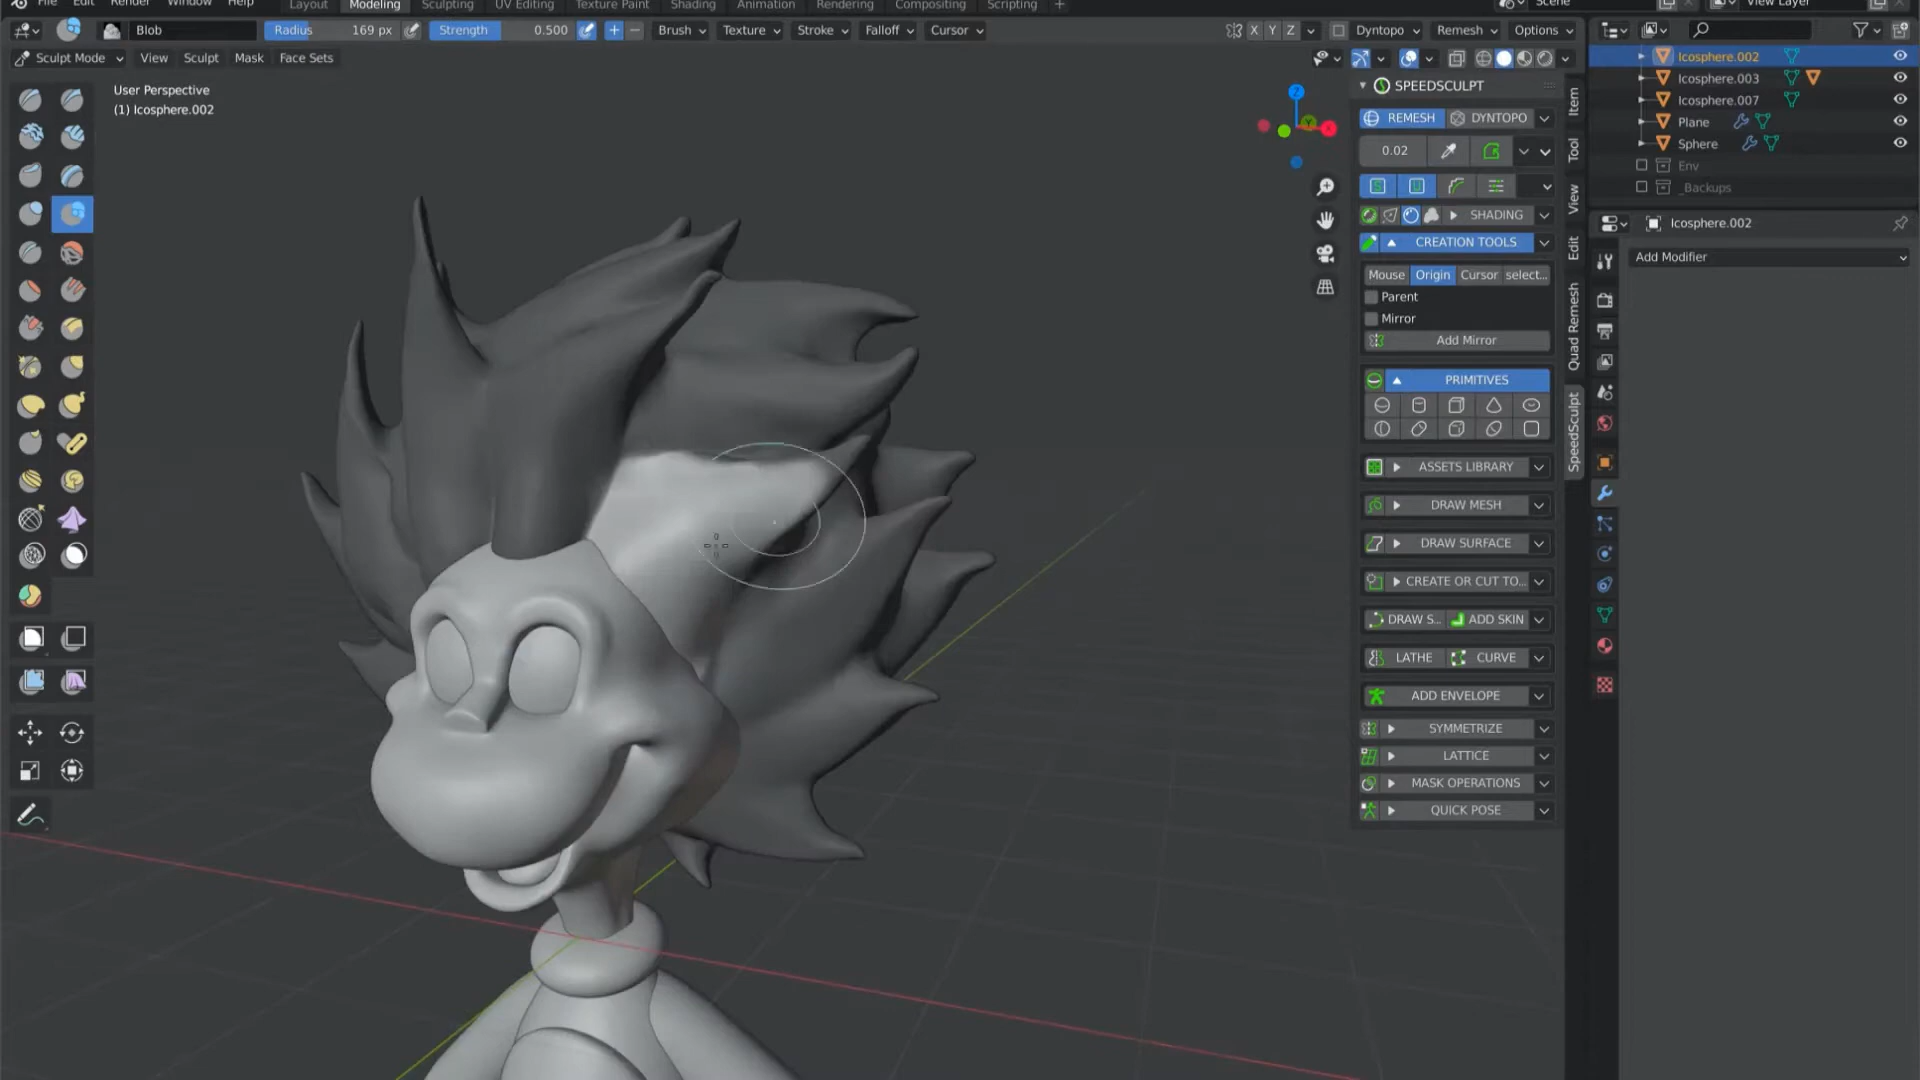 File Edit Render Window Help Layout Modeling Sculpting UV Editing Texture Paint Shading Animation Rendering Compositing Scripting + Scene View Layer
Blob Radius 169 px Strength 0.500 Brush Texture Stroke Falloff Cursor X Y Z Dyntopo Remesh Options
Sculpt Mode View Sculpt Mask Face Sets
User Perspective
(1) Icosphere.002
Z
Y
X
SPEEDSCULPT
REMESH DYNTOPO
0.02
SHADING
CREATION TOOLS
Mouse Origin Cursor select...
Parent
Mirror
Add Mirror
PRIMITIVES
ASSETS LIBRARY
DRAW MESH
DRAW SURFACE
CREATE OR CUT TO...
DRAW S... ADD SKIN
LATHE CURVE
ADD ENVELOPE
SYMMETRIZE
LATTICE
MASK OPERATIONS
QUICK POSE
Item
Tool
View
Edit
Quad Remesh
SpeedSculpt
Icosphere.002
Icosphere.003
Icosphere.007
Plane
Sphere
Env
_Backups
Icosphere.002
Add Modifier